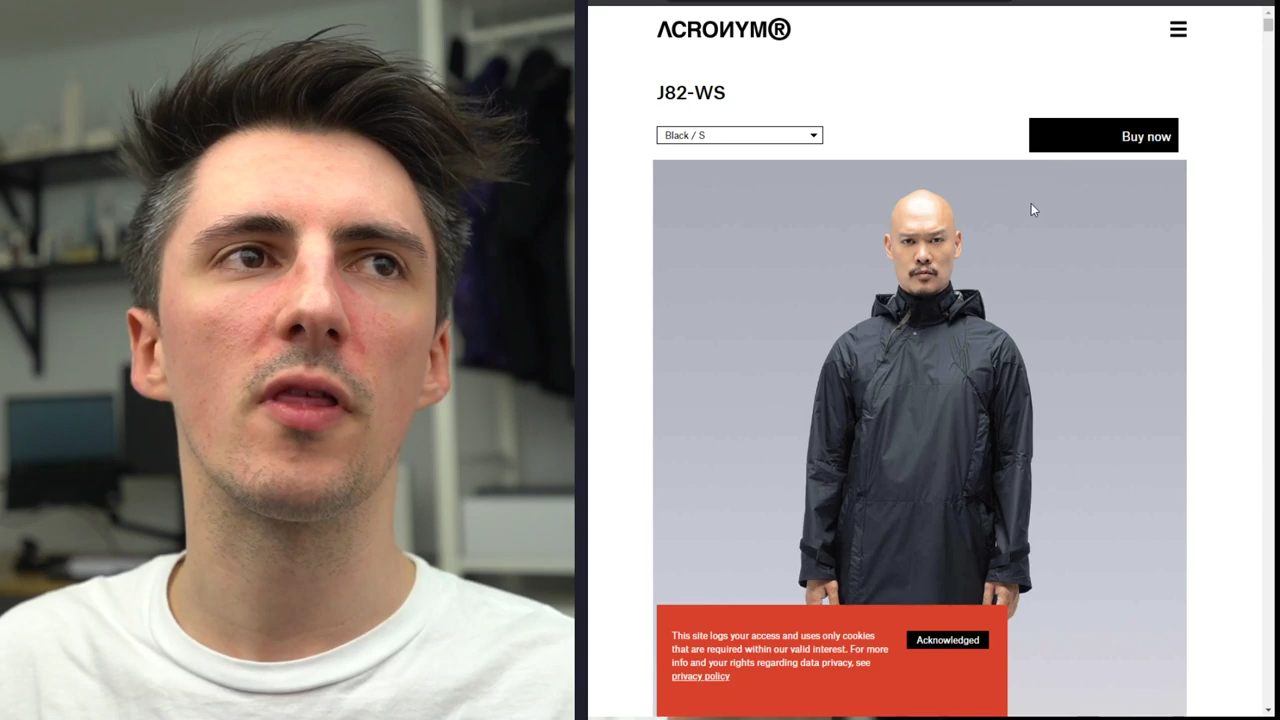 ACRONYM®
J82-WS
Black / S
Buy now
This site logs your access and uses only cookies
that are required within our valid interest. For more
info and your rights regarding data privacy, see
privacy policy
Acknowledged